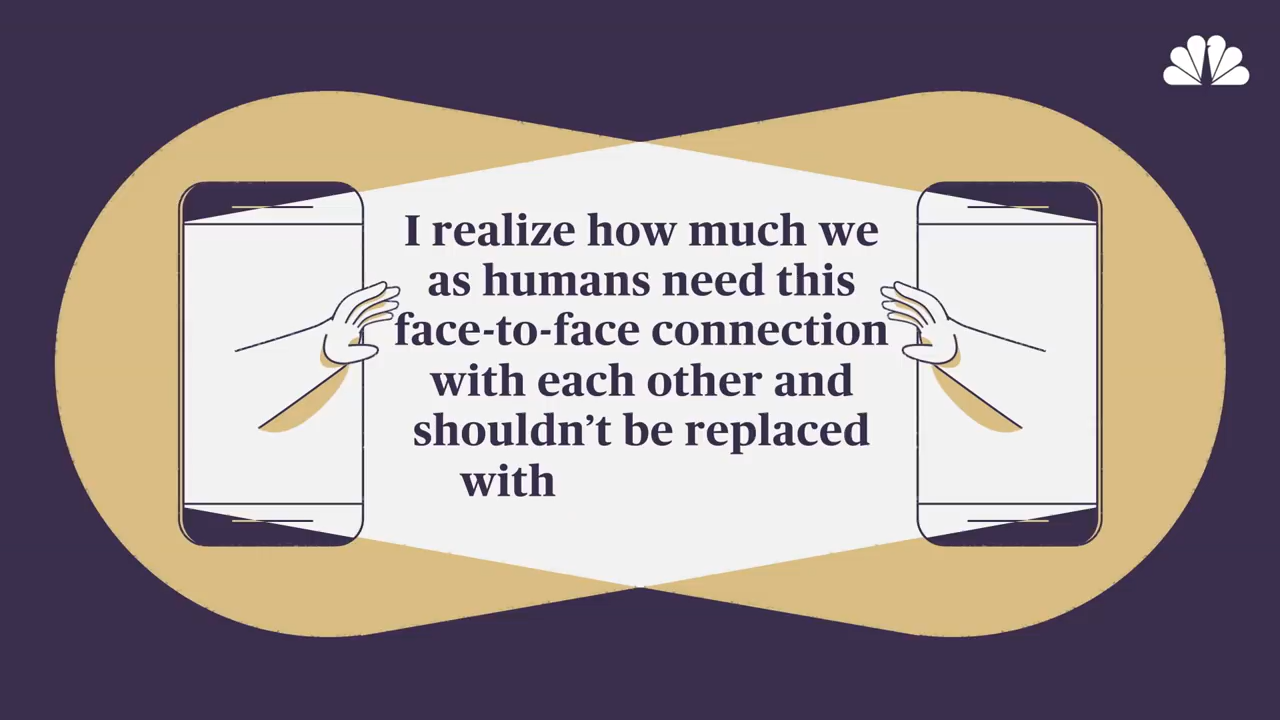 I realize how much we
as humans need this
face-to-face connection
with each other and
shouldn’t be replaced
with